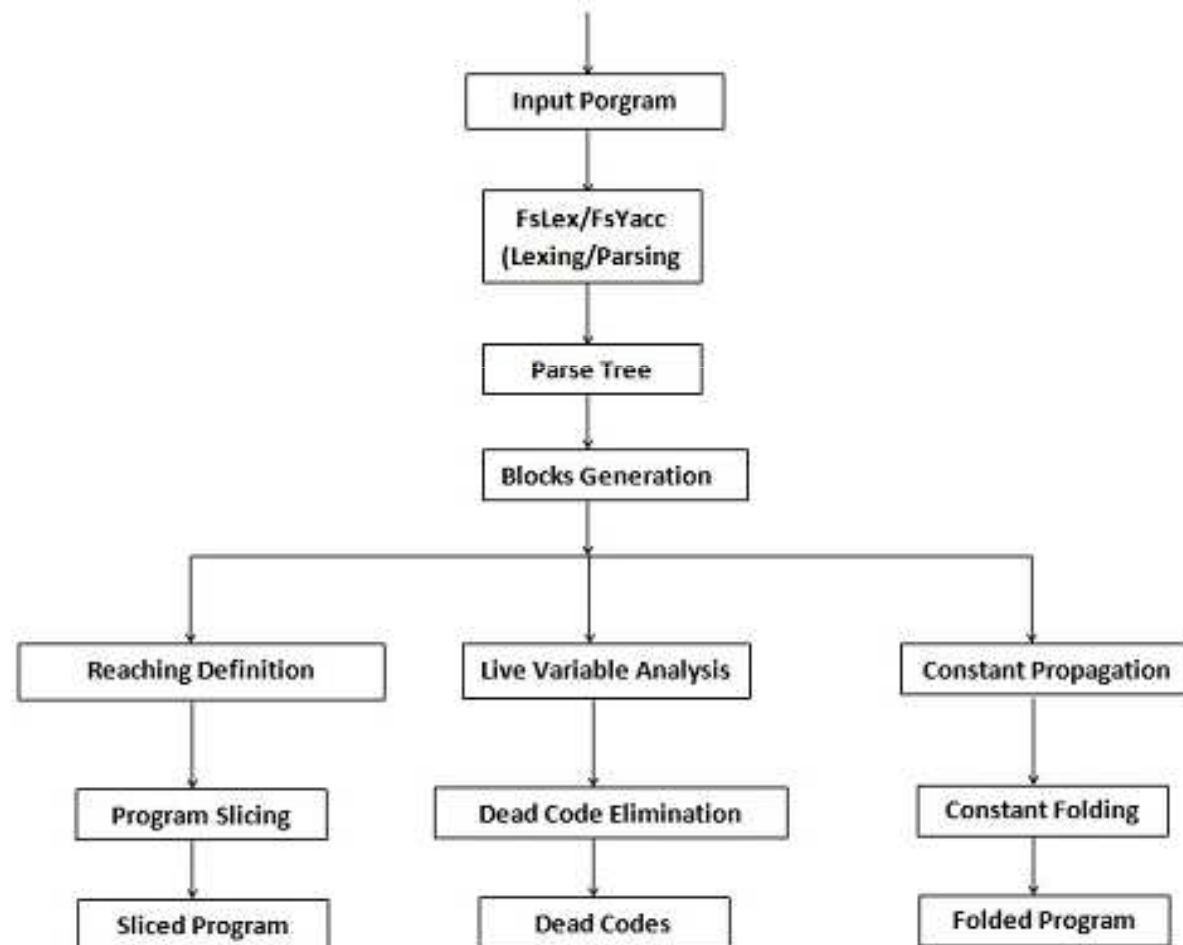 Input Porgram
FsLex/FsYacc
(Lexing/Parsing
Parse Tree
Blocks Generation
Reaching Definition
Live Variable Analysis
Constant Propagation
Program Slicing
Dead Code Elimination
Constant Folding
Sliced Program
Dead Codes
Folded Program